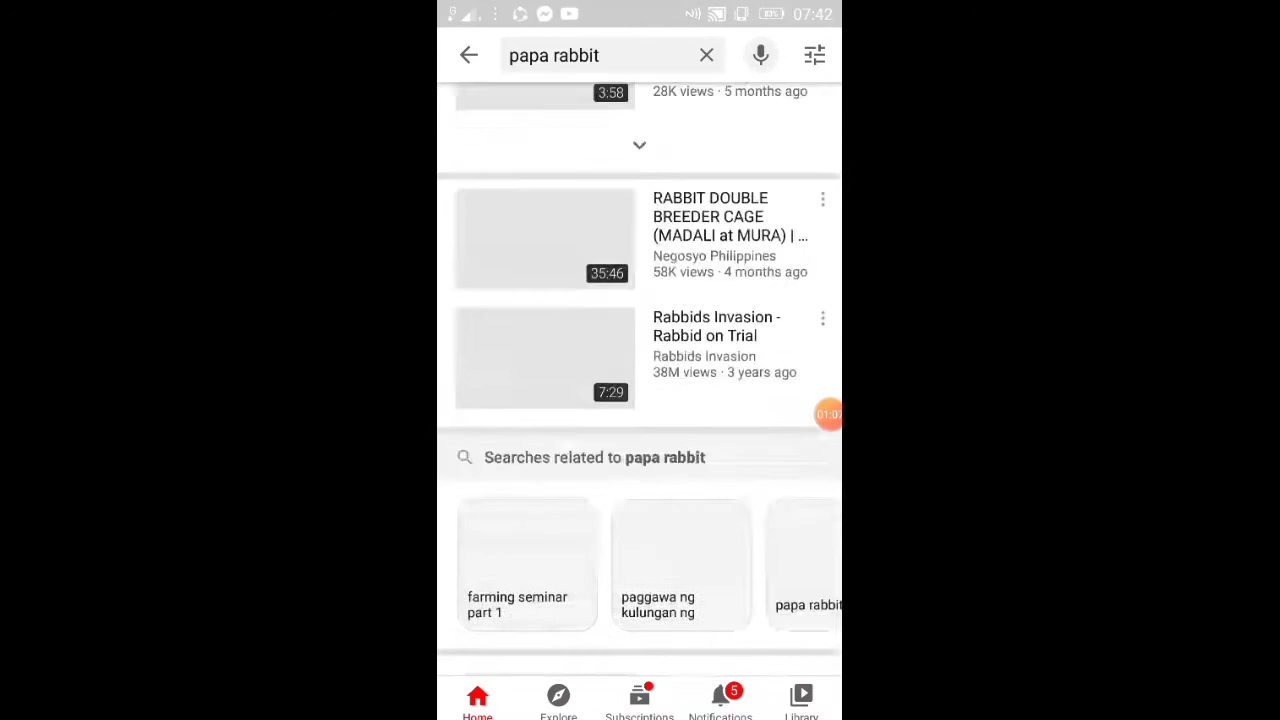 G 83% 07:42
papa rabbit
3:58
28K views · 5 months ago
RABBIT DOUBLE
BREEDER CAGE
(MADALI at MURA) | ...
Negosyo Philippines
58K views · 4 months ago
35:46
Rabbids Invasion -
Rabbid on Trial
Rabbids Invasion
38M views · 3 years ago
7:29
01:07
Searches related to papa rabbit
farming seminar
part 1
paggawa ng
kulungan ng
papa rabbit
5
Home Explore Subscriptions Notifications Library